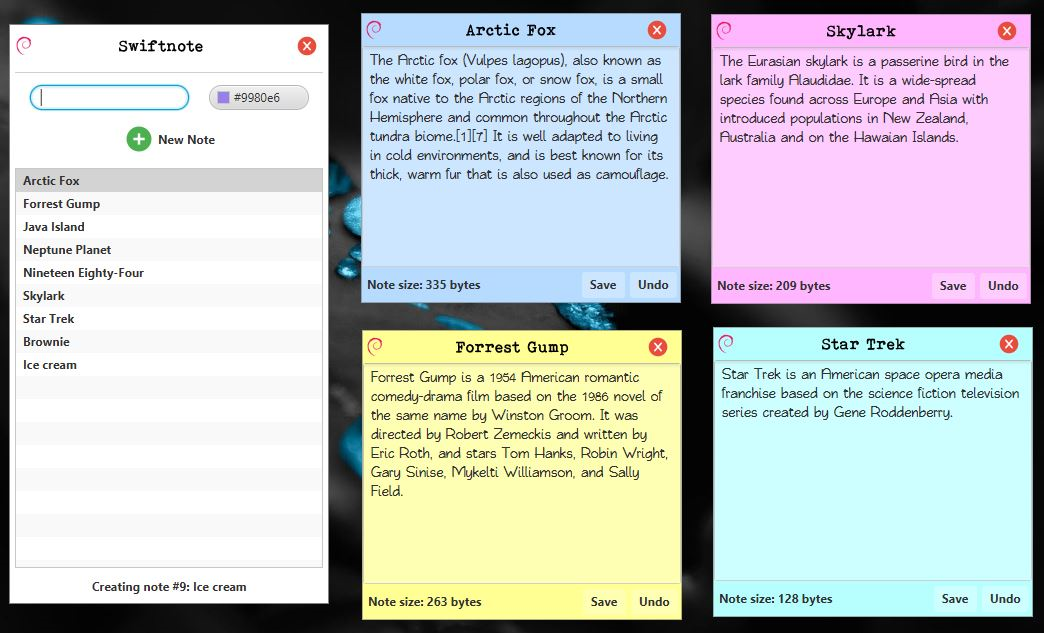 Swiftnote
#9980e6
New Note
Arctic Fox
Forrest Gump
Java Island
Neptune Planet
Nineteen Eighty-Four
Skylark
Star Trek
Brownie
Ice cream
Creating note #9: Ice cream
Arctic Fox
The Arctic fox (Vulpes lagopus), also known as
the white fox, polar fox, or snow fox, is a small
fox native to the Arctic regions of the Northern
Hemisphere and common throughout the Arctic
tundra biome.[1][7] It is well adapted to living
in cold environments, and is best known for its
thick, warm fur that is also used as camouflage.
Note size: 335 bytes
Save
Undo
Skylark
The Eurasian skylark is a passerine bird in the
lark family Alaudidae. It is a wide-spread
species found across Europe and Asia with
introduced populations in New Zealand,
Australia and on the Hawaian Islands.
Note size: 209 bytes
Save
Undo
Forrest Gump
Forrest Gump is a 1954 American romantic
comedy-drama film based on the 1986 novel of
the same name by Winston Groom. It was
directed by Robert Zemeckis and written by
Eric Roth, and stars Tom Hanks, Robin Wright,
Gary Sinise, Mykelti Williamson, and Sally
Field.
Note size: 263 bytes
Save
Undo
Star Trek
Star Trek is an American space opera media
franchise based on the science fiction television
series created by Gene Roddenberry.
Note size: 128 bytes
Save
Undo